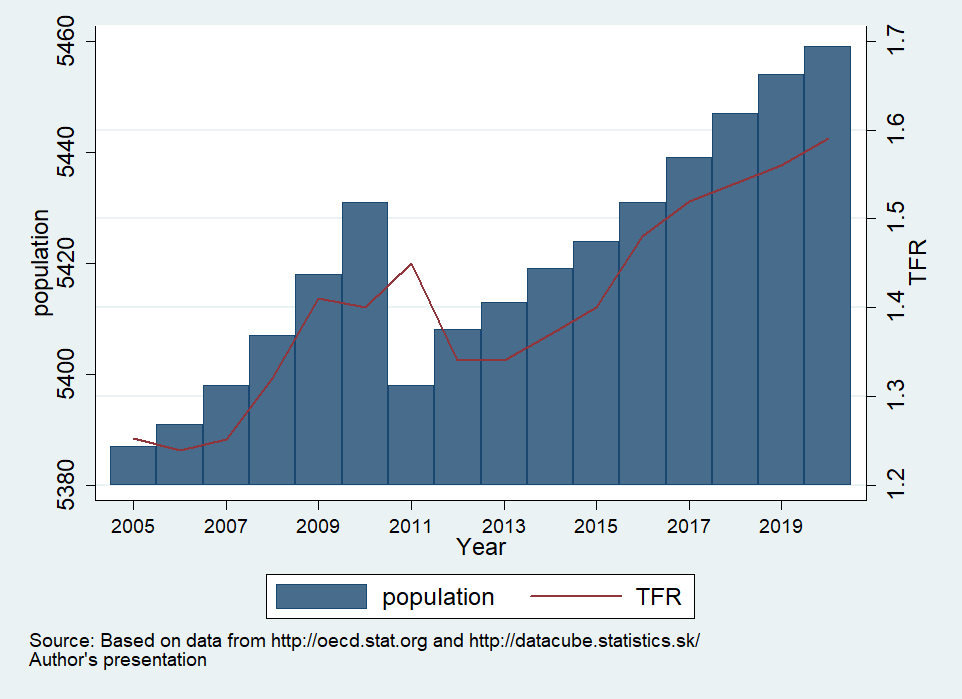 5460
5440
5420
5400
5380
population
1.7
1.6
1.5
1.4
1.3
1.2
TFR
2005 2007 2009 2011 2013 2015 2017 2019
Year
population TFR
Source: Based on data from http://oecd.stat.org and http://datacube.statistics.sk/
Author's presentation